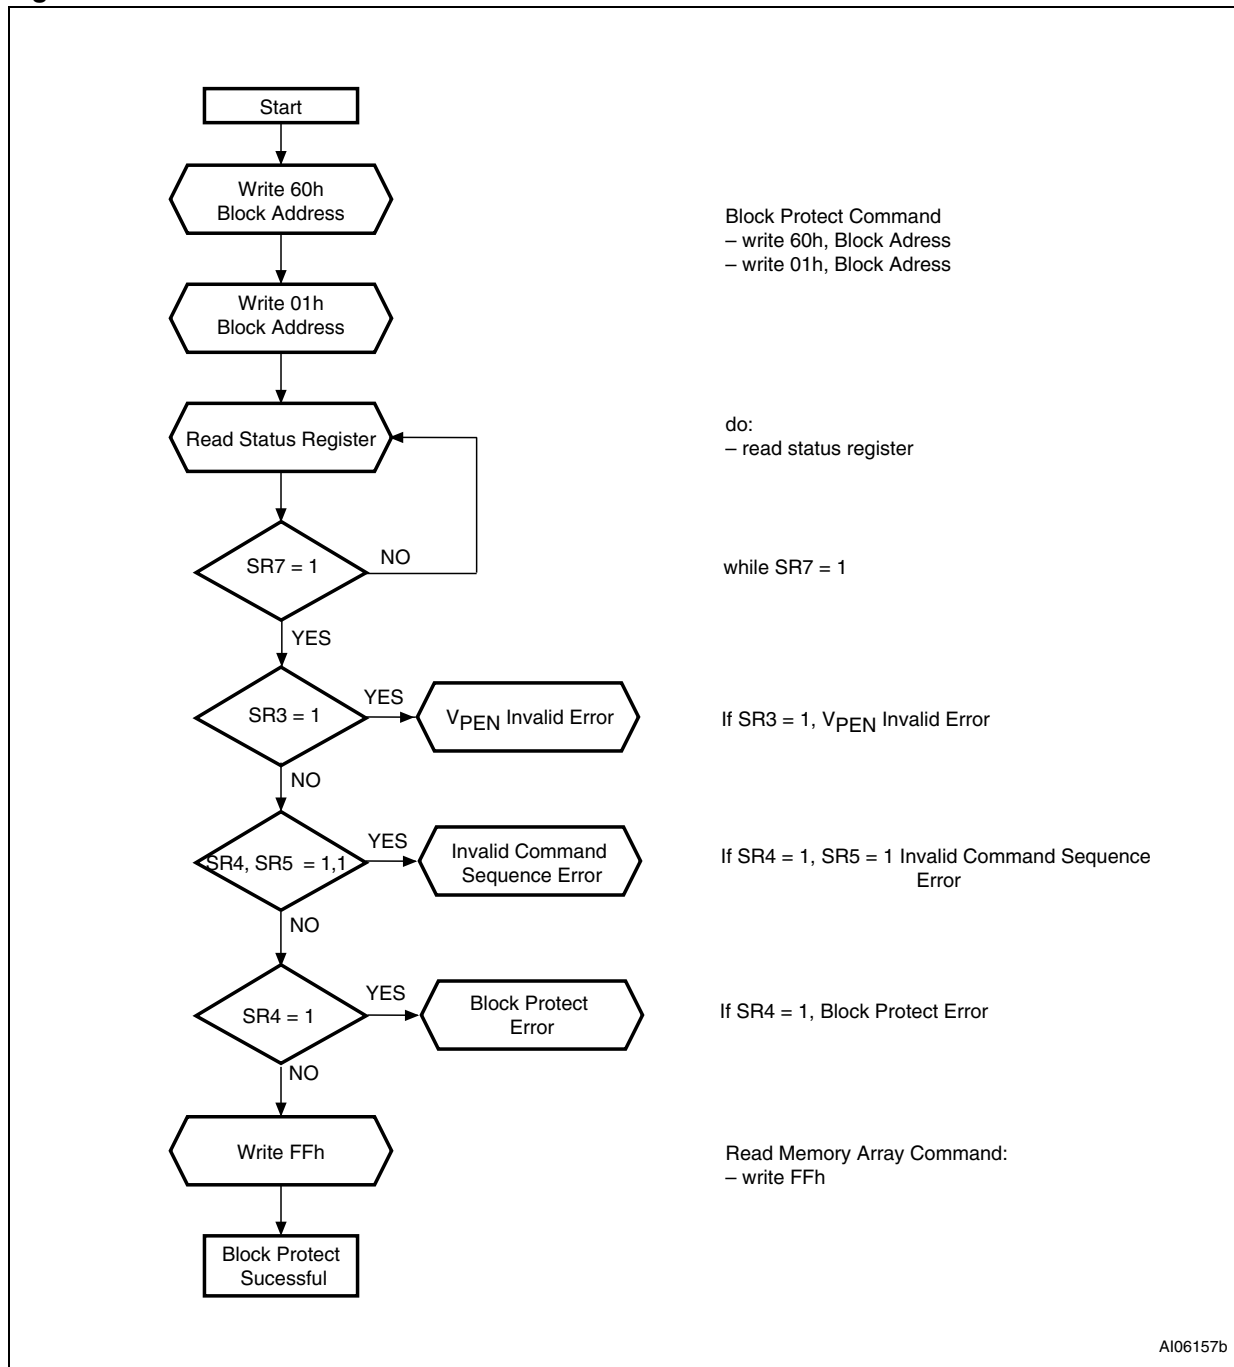 Start
Write 60h
Block Address
Block Protect Command
– write 60h, Block Adress
– write 01h, Block Adress
Write 01h
Block Address
Read Status Register
do:
– read status register
SR7 = 1
NO
while SR7 = 1
YES
SR3 = 1
YES
VPEN Invalid Error
If SR3 = 1, VPEN Invalid Error
NO
SR4, SR5 = 1,1
YES
Invalid Command
Sequence Error
If SR4 = 1, SR5 = 1 Invalid Command Sequence
Error
NO
SR4 = 1
YES
Block Protect
Error
If SR4 = 1, Block Protect Error
NO
Write FFh
Read Memory Array Command:
– write FFh
Block Protect
Sucessful
AI06157b